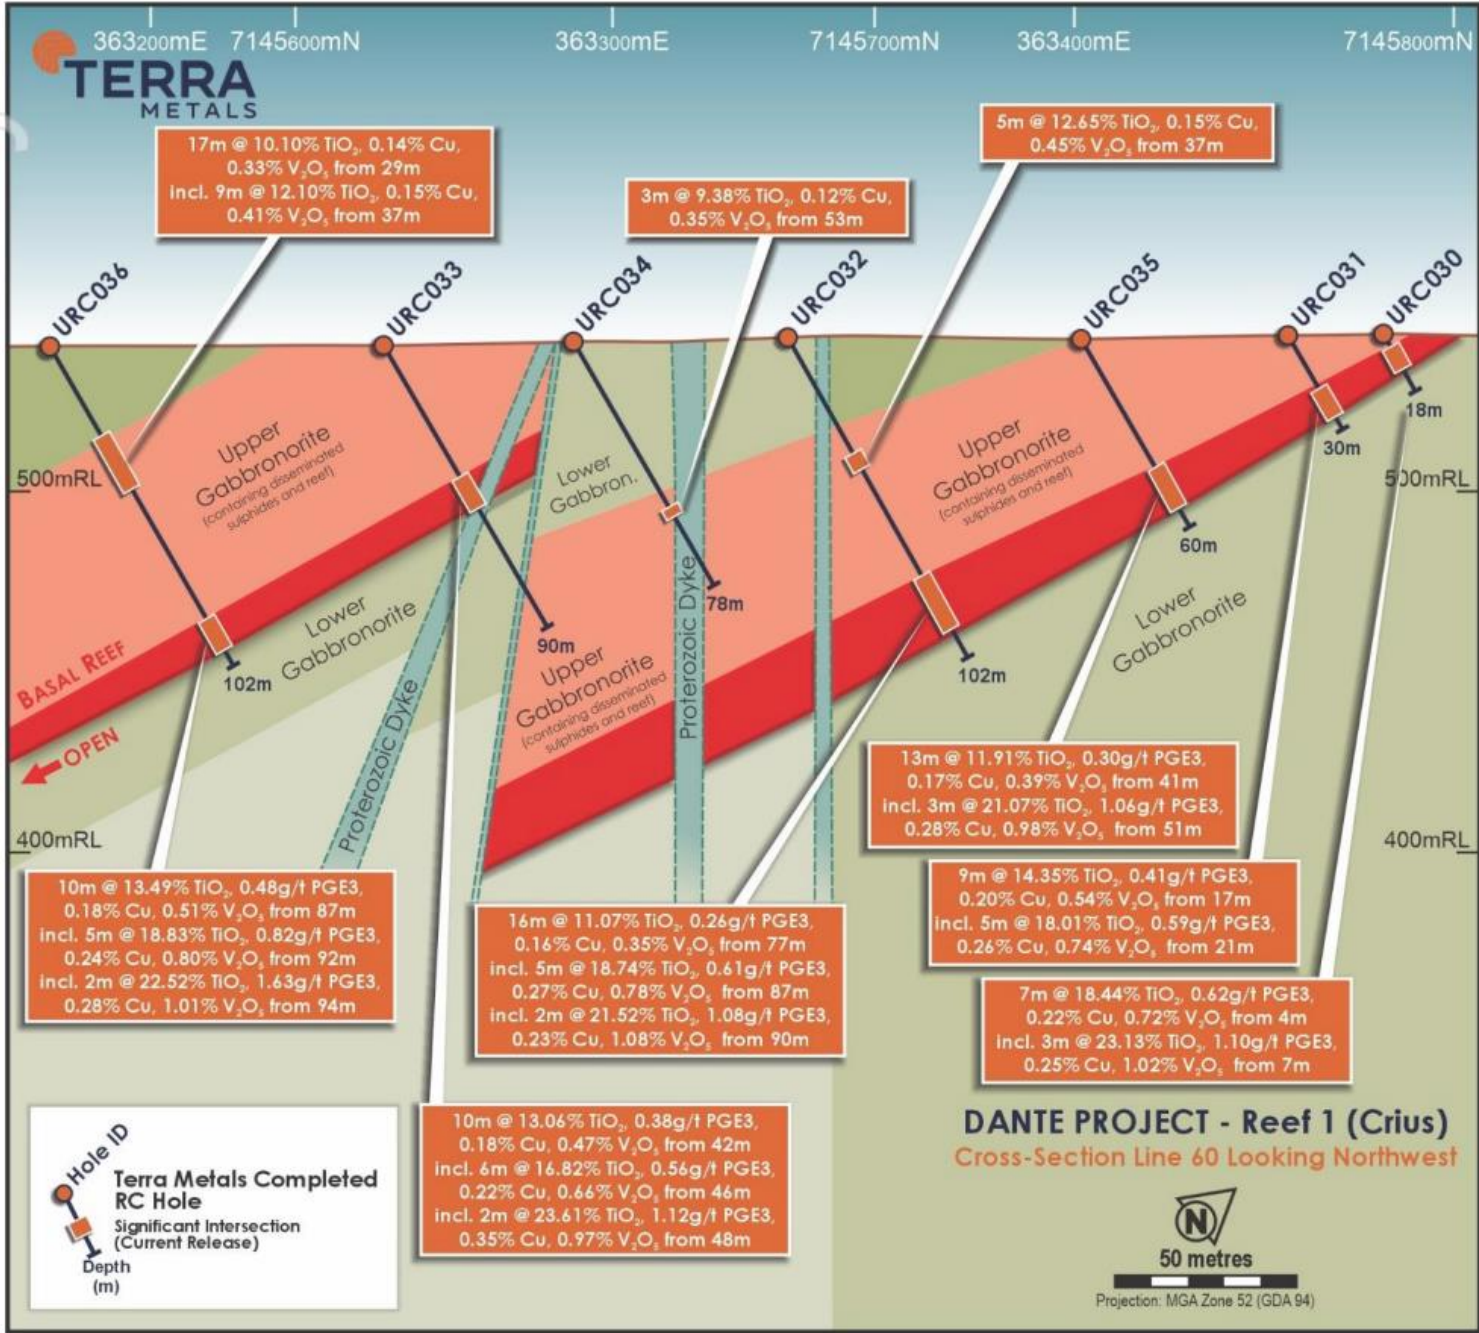 363200mE 7145600mN 363300mE 7145700mN 363400mE 7145800mN
TERRA
METALS
17m @ 10.10% TiO₂, 0.14% Cu,
0.33% V₂O₅ from 29m
incl. 9m @ 12.10% TiO₂, 0.15% Cu,
0.41% V₂O₅ from 37m
3m @ 9.38% TiO₂, 0.12% Cu,
0.35% V₂O₅ from 53m
5m @ 12.65% TiO₂, 0.15% Cu,
0.45% V₂O₅ from 37m
URC036
URC033
URC034
URC032
URC035
URC031
URC030
18m
30m
500mRL
500mRL
Upper
Gabbronorite
(containing disseminated
sulphides and reef)
Lower
Gabbron.
Upper
Gabbronorite
(containing disseminated
sulphides and reef)
60m
78m
90m
102m
102m
Lower
Gabbronorite
Lower
Gabbronorite
Upper
Gabbronorite
(containing disseminated
sulphides and reef)
Proterozoic Dyke
Proterozoic Dyke
BASAL REEF
OPEN
400mRL
400mRL
13m @ 11.91% TiO₂, 0.30g/t PGE3,
0.17% Cu, 0.39% V₂O₅ from 41m
incl. 3m @ 21.07% TiO₂, 1.06g/t PGE3,
0.28% Cu, 0.98% V₂O₅ from 51m
10m @ 13.49% TiO₂, 0.48g/t PGE3,
0.18% Cu, 0.51% V₂O₅ from 87m
incl. 5m @ 18.83% TiO₂, 0.82g/t PGE3,
0.24% Cu, 0.80% V₂O₅ from 92m
incl. 2m @ 22.52% TiO₂, 1.63g/t PGE3,
0.28% Cu, 1.01% V₂O₅ from 94m
16m @ 11.07% TiO₂, 0.26g/t PGE3,
0.16% Cu, 0.35% V₂O₅ from 77m
incl. 5m @ 18.74% TiO₂, 0.61g/t PGE3,
0.27% Cu, 0.78% V₂O₅ from 87m
incl. 2m @ 21.52% TiO₂, 1.08g/t PGE3,
0.23% Cu, 1.08% V₂O₅ from 90m
9m @ 14.35% TiO₂, 0.41g/t PGE3,
0.20% Cu, 0.54% V₂O₅ from 17m
incl. 5m @ 18.01% TiO₂, 0.59g/t PGE3,
0.26% Cu, 0.74% V₂O₅ from 21m
7m @ 18.44% TiO₂, 0.62g/t PGE3,
0.22% Cu, 0.72% V₂O₅ from 4m
incl. 3m @ 23.13% TiO₂, 1.10g/t PGE3,
0.25% Cu, 1.02% V₂O₅ from 7m
10m @ 13.06% TiO₂, 0.38g/t PGE3,
0.18% Cu, 0.47% V₂O₅ from 42m
incl. 6m @ 16.82% TiO₂, 0.56g/t PGE3,
0.22% Cu, 0.66% V₂O₅ from 46m
incl. 2m @ 23.61% TiO₂, 1.12g/t PGE3,
0.35% Cu, 0.97% V₂O₅ from 48m
Hole ID
Terra Metals Completed
RC Hole
Significant Intersection
(Current Release)
Depth
(m)
DANTE PROJECT - Reef 1 (Crius)
Cross-Section Line 60 Looking Northwest
N
50 metres
Projection: MGA Zone 52 (GDA 94)